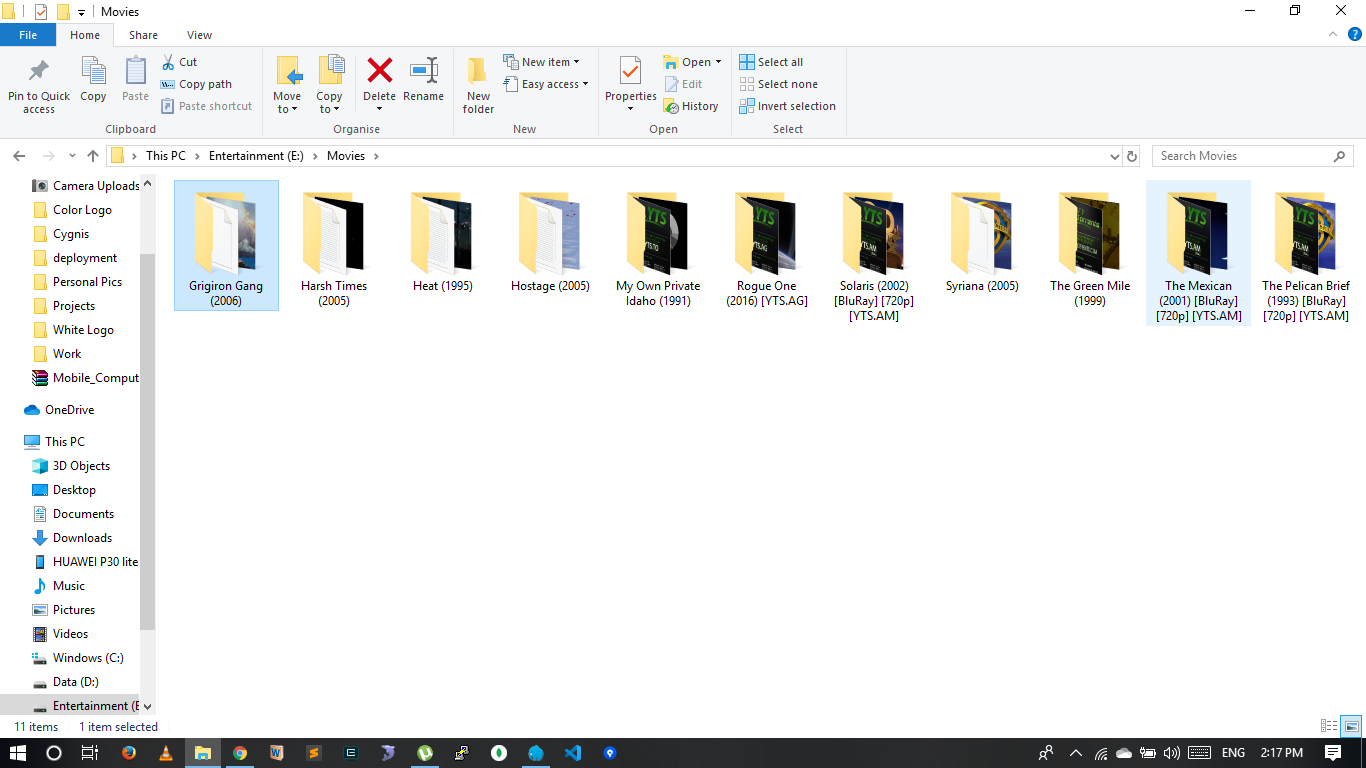 Movies
File
Home
Share
View
Pin to Quick
access
Copy
Paste
Cut
Copy path
Paste shortcut
Clipboard
Move
to
Copy
to
Delete
Rename
Organise
New
folder
New item
Easy access
New
Properties
Open
Edit
History
Open
Select all
Select none
Invert selection
Select
This PC
Entertainment (E:)
Movies
Search Movies
Camera Uploads
Color Logo
Cygnis
deployment
Personal Pics
Projects
White Logo
Work
Mobile_Comput
OneDrive
This PC
3D Objects
Desktop
Documents
Downloads
HUAWEI P30 lite
Music
Pictures
Videos
Windows (C:)
Data (D:)
Entertainment (E
Grigiron Gang
(2006)
Harsh Times
(2005)
Heat (1995)
Hostage (2005)
My Own Private
Idaho (1991)
Rogue One
(2016) [YTS.AG]
Solaris (2002)
[BluRay] [720p]
[YTS.AM]
Syriana (2005)
The Green Mile
(1999)
The Mexican
(2001) [BluRay]
[720p] [YTS.AM]
The Pelican Brief
(1993) [BluRay]
[720p] [YTS.AM]
11 items
1 item selected
ENG
2:17 PM